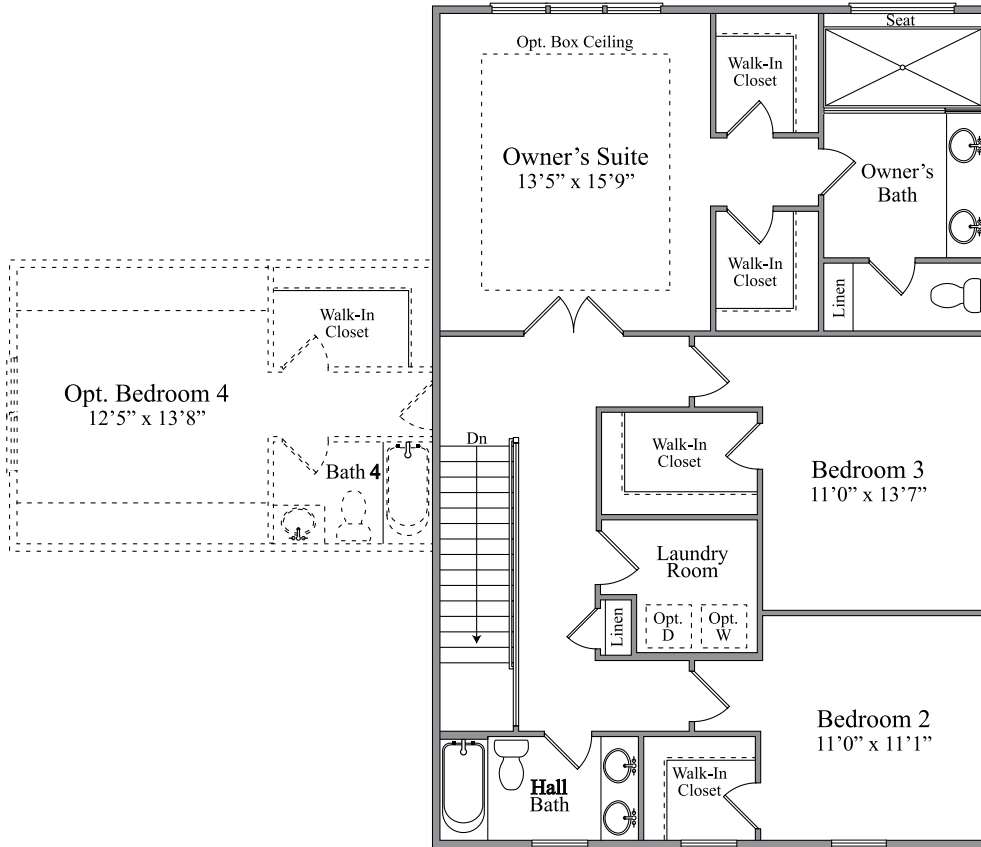 Seat
Opt. Box Ceiling
Walk-In
Closet
Owner’s Suite
13’5” x 15’9”
Owner’s
Bath
Walk-In
Closet
Linen
Walk-In
Closet
Opt. Bedroom 4
12’5” x 13’8”
Bath 4
Dn
Walk-In
Closet
Bedroom 3
11’0” x 13’7”
Laundry
Room
Linen
Opt.
D
Opt.
W
Bedroom 2
11’0” x 11’1”
Hall
Bath
Walk-In
Closet